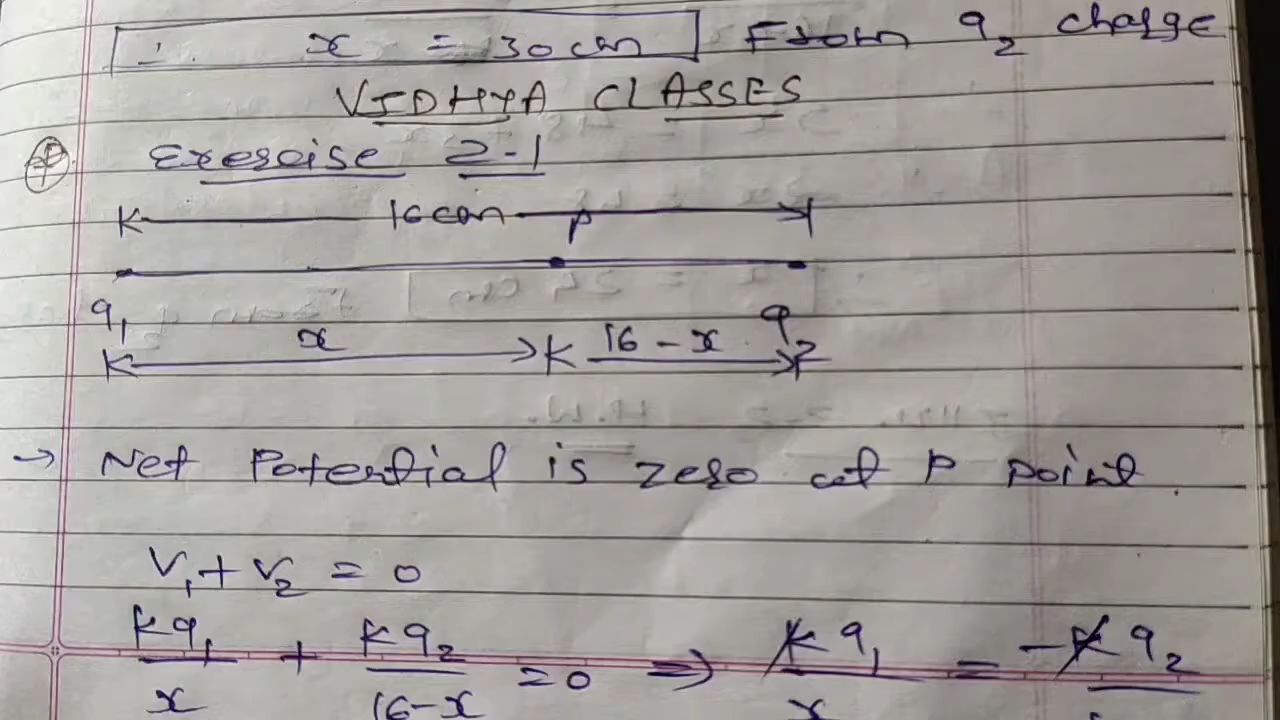 ∴ x = 30 cm From q2 charge
VIDHYA CLASSES
Exercise 2-1
16 cm P
q1 q2
x 16 - x
→ Net Potential is zero at P point.
V1 + V2 = 0
kq1/x + kq2/16-x = 0 ⇒ kq1/x = -kq2